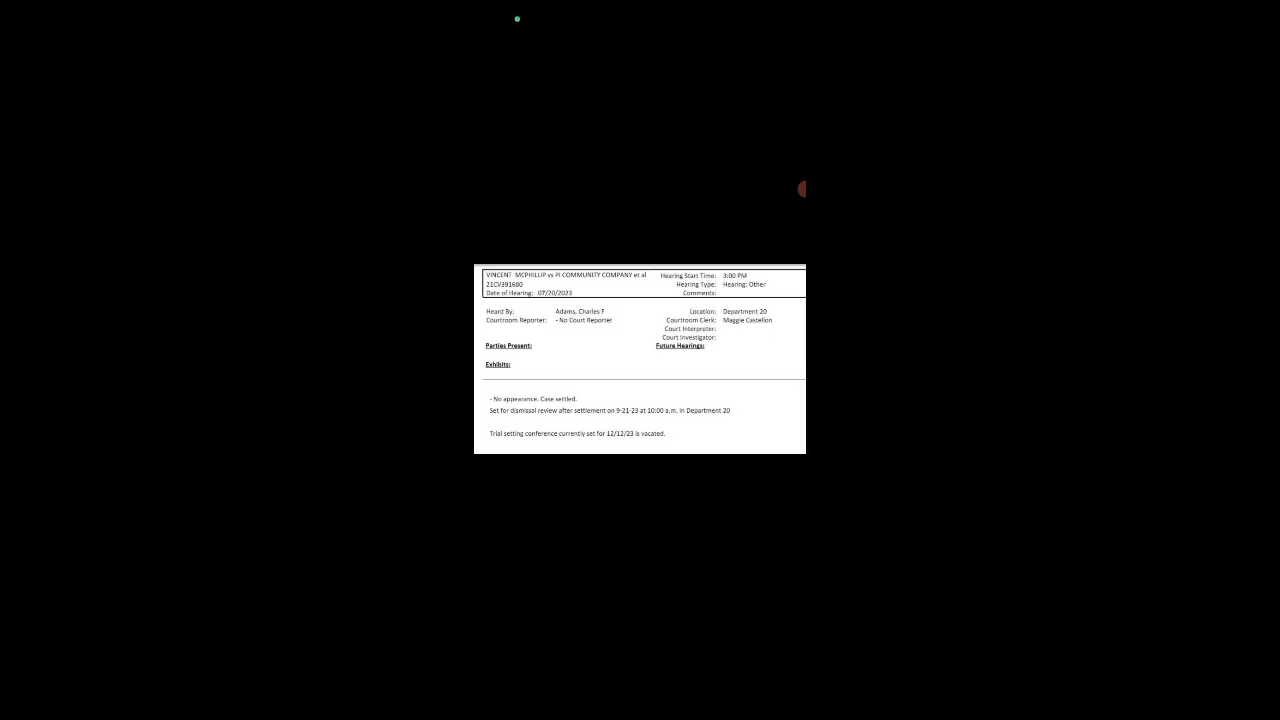 VINCENT MCPHILLIP vs PI COMMUNITY COMPANY et al
21CV391680
Date of Hearing: 07/20/2023
Hearing Start Time: 3:00 PM
Hearing Type: Hearing: Other
Comments:
Heard By: Adams, Charles F
Courtroom Reporter: - No Court Reporter
Location: Department 20
Courtroom Clerk: Maggie Castellon
Court Interpreter:
Court Investigator:
Parties Present:
Future Hearings:
Exhibits:
- No appearance. Case settled.
Set for dismissal review after settlement on 9-21-23 at 10:00 a.m. in Department 20
Trial setting conference currently set for 12/12/23 is vacated.